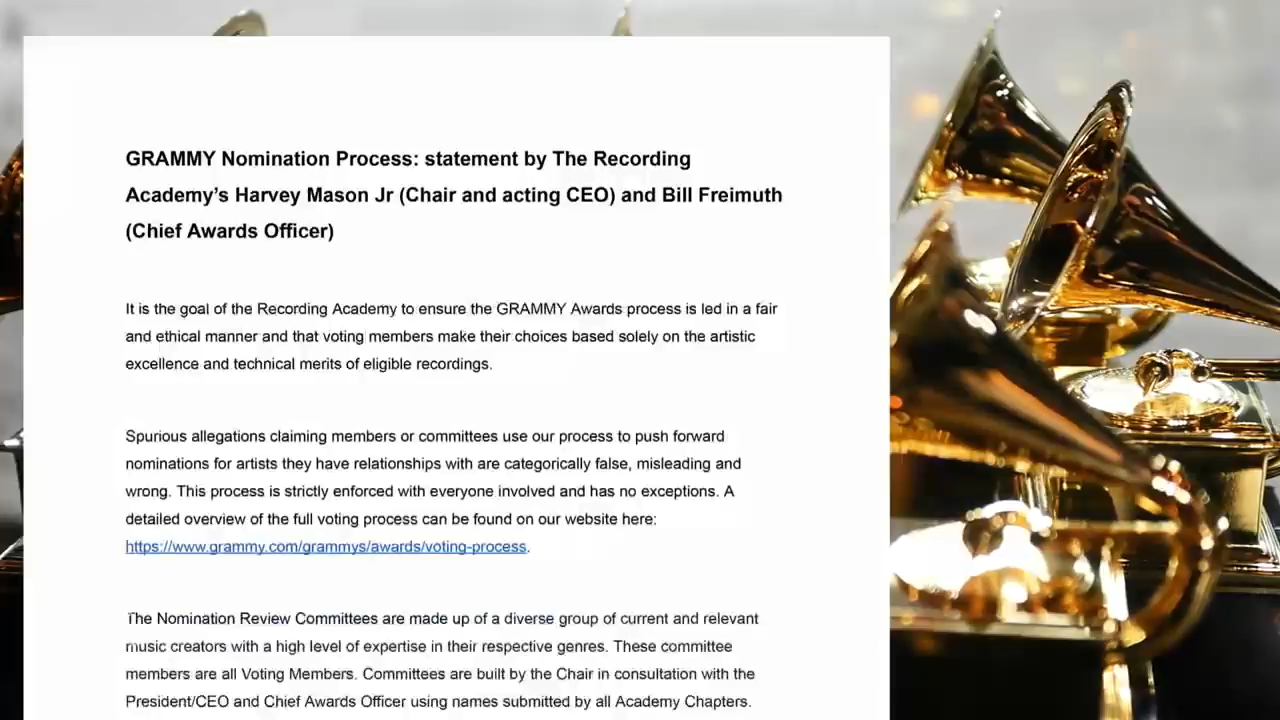 GRAMMY Nomination Process: statement by The Recording
Academy’s Harvey Mason Jr (Chair and acting CEO) and Bill Freimuth
(Chief Awards Officer)
It is the goal of the Recording Academy to ensure the GRAMMY Awards process is led in a fair
and ethical manner and that voting members make their choices based solely on the artistic
excellence and technical merits of eligible recordings.
Spurious allegations claiming members or committees use our process to push forward
nominations for artists they have relationships with are categorically false, misleading and
wrong. This process is strictly enforced with everyone involved and has no exceptions. A
detailed overview of the full voting process can be found on our website here:
https://www.grammy.com/grammys/awards/voting-process.
The Nomination Review Committees are made up of a diverse group of current and relevant
music creators with a high level of expertise in their respective genres. These committee
members are all Voting Members. Committees are built by the Chair in consultation with the
President/CEO and Chief Awards Officer using names submitted by all Academy Chapters.